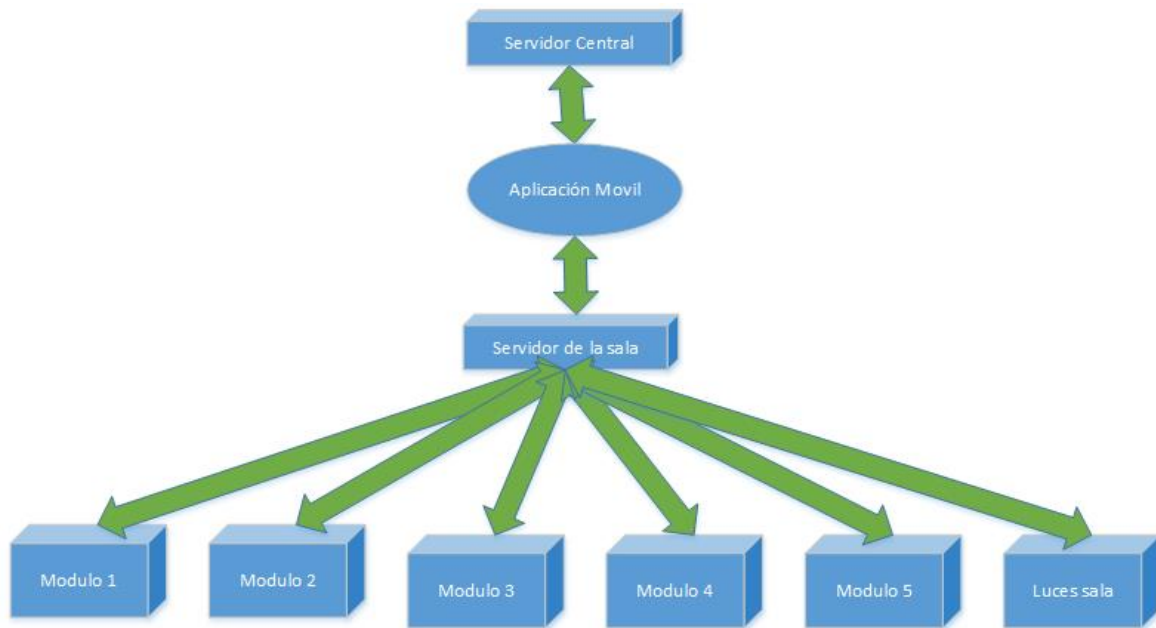 Servidor Central
Aplicación Movil
Servidor de la sala
Modulo 1
Modulo 2
Modulo 3
Modulo 4
Modulo 5
Luces sala